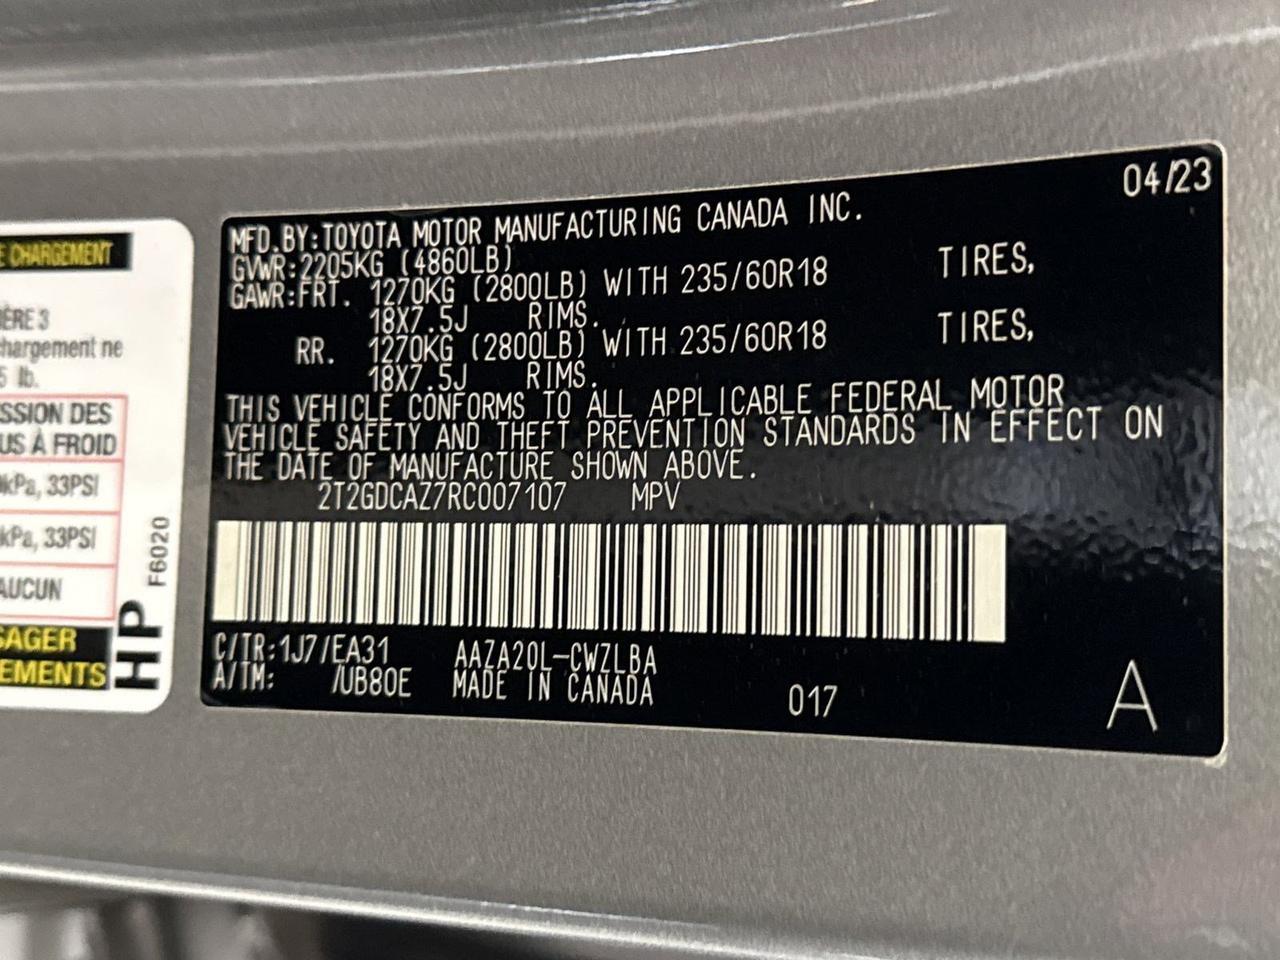 E CHARGEMENT
ÈRE 3
chargement ne
5 lb.
SSION DES
US À FROID
kPa, 33PSI
kPa, 33PSI
AUCUN
SAGER
EMENTS
HP
F6020
04/23
MFD.BY:TOYOTA MOTOR MANUFACTURING CANADA INC.
GVWR:2205KG (4860LB)
GAWR:FRT. 1270KG (2800LB) WITH 235/60R18 TIRES,
18X7.5J RIMS.
RR. 1270KG (2800LB) WITH 235/60R18 TIRES,
18X7.5J RIMS.
THIS VEHICLE CONFORMS TO ALL APPLICABLE FEDERAL MOTOR
VEHICLE SAFETY AND THEFT PREVENTION STANDARDS IN EFFECT ON
THE DATE OF MANUFACTURE SHOWN ABOVE.
2T2GDCAZ7RC007107 MPV
C/TR:1J7/EA31 AAZA20L-CWZLBA
A/TM: /UB80E MADE IN CANADA 017 A